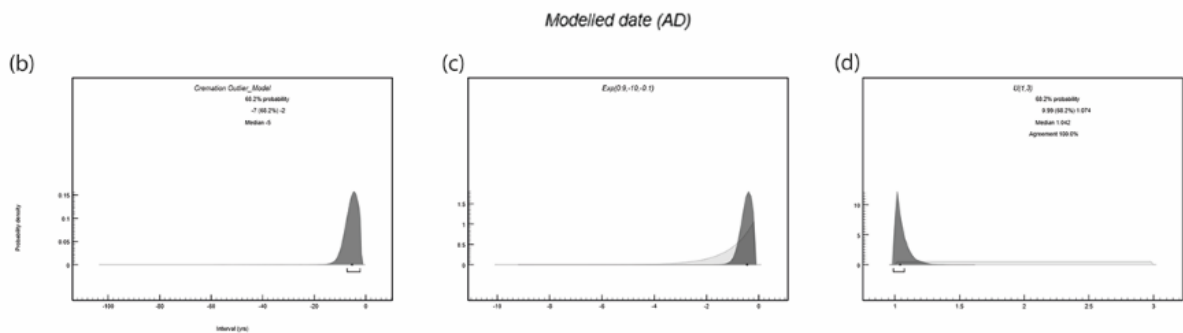 Modelled date (AD)
(b)
Cremation Outlier_Model
68.2% probability
-7 (68.2%) -2
Median -5
0.15
0.1
0.05
0
Probability density
-100
-80
-60
-40
-20
0
Interval (yrs)
(c)
Exp(0.9,-10,-0.1)
1.5
1
0.5
0
-10
-8
-6
-4
-2
0
(d)
U(1,3)
68.2% probability
0.99 (68.2%) 1.074
Median 1.042
Agreement 100.0%
10
5
0
1
1.5
2
2.5
3